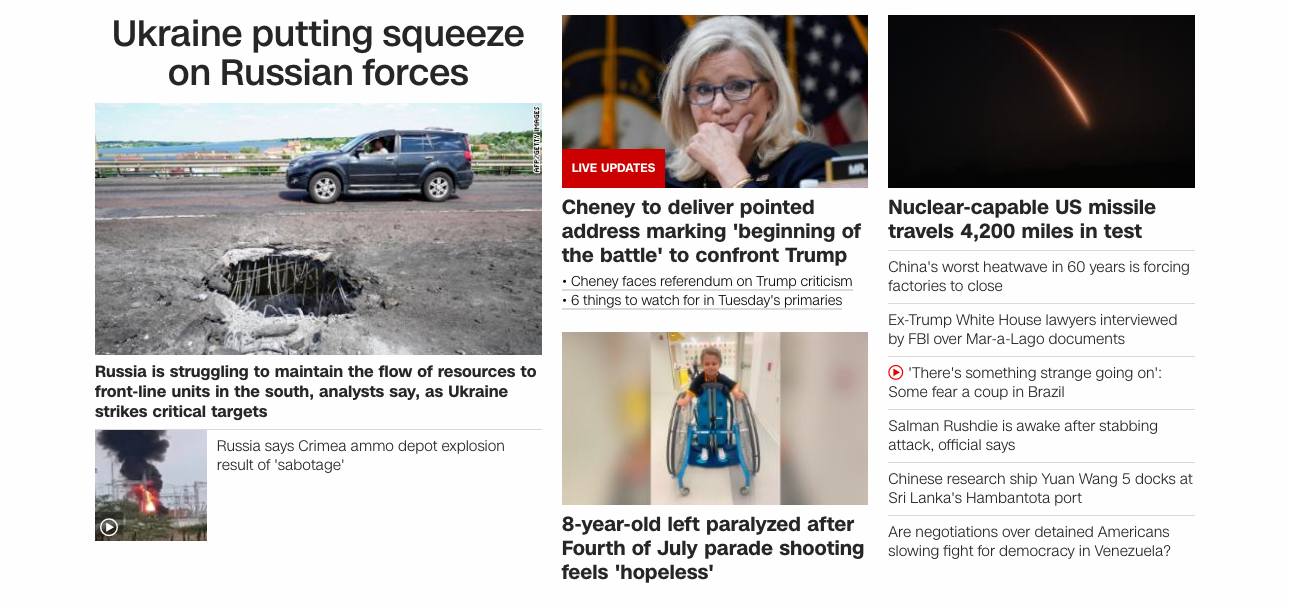 Ukraine putting squeeze
on Russian forces
AFP/GETTY IMAGES
Russia is struggling to maintain the flow of resources to
front-line units in the south, analysts say, as Ukraine
strikes critical targets
Russia says Crimea ammo depot explosion
result of 'sabotage'
MR.
LIVE UPDATES
Cheney to deliver pointed
address marking 'beginning of
the battle' to confront Trump
• Cheney faces referendum on Trump criticism
• 6 things to watch for in Tuesday's primaries
8-year-old left paralyzed after
Fourth of July parade shooting
feels 'hopeless'
Nuclear-capable US missile
travels 4,200 miles in test
China's worst heatwave in 60 years is forcing
factories to close
Ex-Trump White House lawyers interviewed
by FBI over Mar-a-Lago documents
'There's something strange going on':
Some fear a coup in Brazil
Salman Rushdie is awake after stabbing
attack, official says
Chinese research ship Yuan Wang 5 docks at
Sri Lanka's Hambantota port
Are negotiations over detained Americans
slowing fight for democracy in Venezuela?